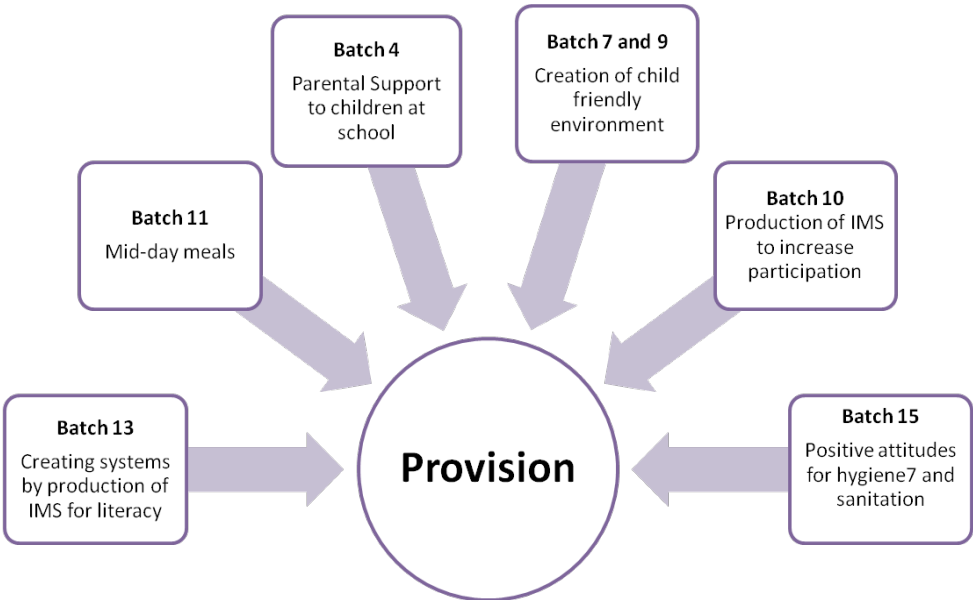 Batch 4
Parental Support
to children at
school
Batch 7 and 9
Creation of child
friendly
environment
Batch 11
Mid-day meals
Batch 10
Production of IMS
to increase
participation
Batch 13
Creating systems
by production of
IMS for literacy
Provision
Batch 15
Positive attitudes
for hygiene7 and
sanitation